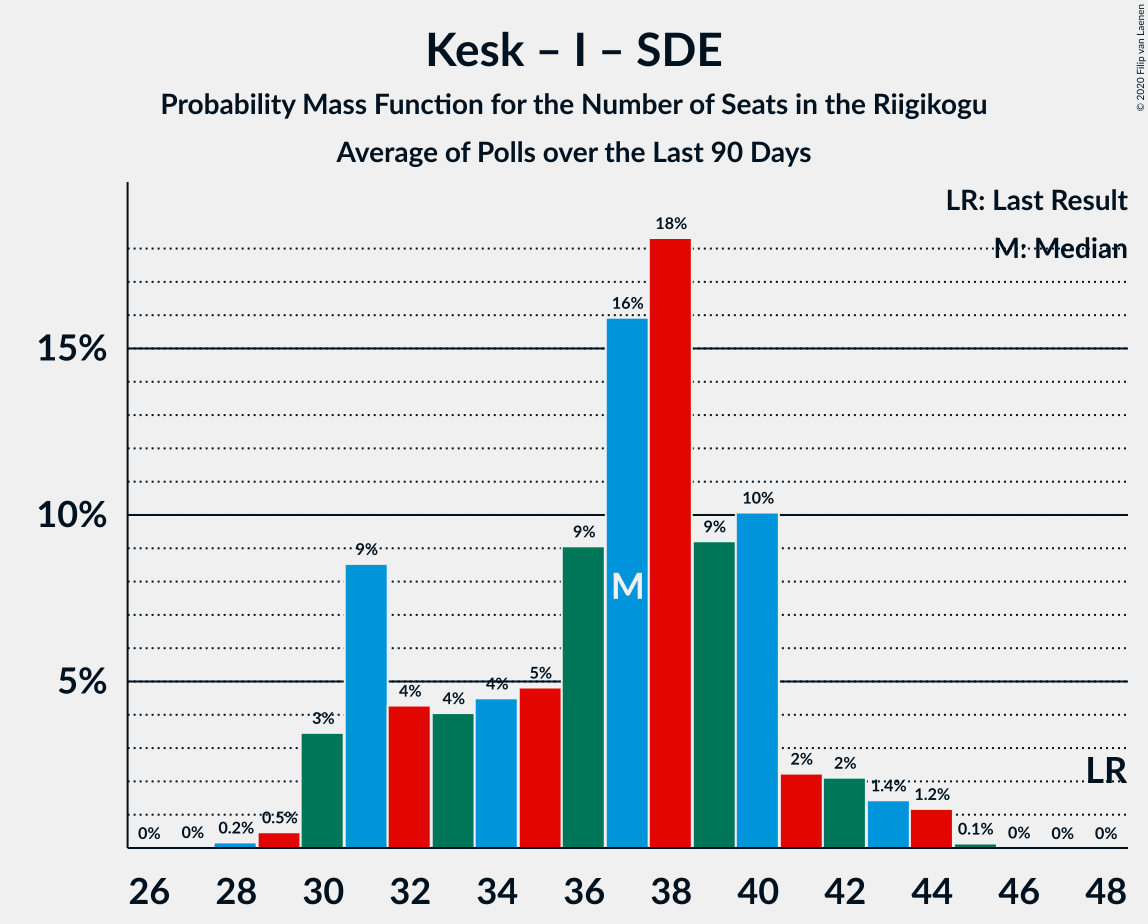 Kesk – I – SDE
Probability Mass Function for the Number of Seats in the Riigikogu
Average of Polls over the Last 90 Days
© 2020 Filip van Laenen
LR: Last Result
M: Median
15%
10%
5%
0%
0%
0.2%
0.5%
3%
9%
4%
4%
4%
5%
9%
16%
18%
9%
10%
2%
2%
1.4%
1.2%
0.1%
0%
0%
0%
M
LR
26 28 30 32 34 36 38 40 42 44 46 48